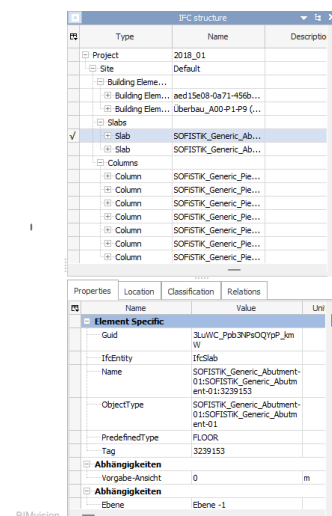 IFC structure
Type Name Descriptio
Project 2018_01
Site Default
Building Eleme...
Building Elem... aed15e08-0a71-456b...
Building Elem... Überbau_A00-P1-P9 (...
Slabs
√ Slab SOFISTiK_Generic_Ab...
Slab SOFISTiK_Generic_Ab...
Columns
Column SOFiSTiK_Generic_Pie...
Column SOFiSTiK_Generic_Pie...
Column SOFiSTiK_Generic_Pie...
Column SOFiSTiK_Generic_Pie...
Column SOFiSTiK_Generic_Pie...
Column SOFiSTiK_Generic_Pie...
Column SOFiSTiK_Generic_Pie...
Properties Location Classification Relations
Name Value Uni
Element Specific
Guid 3LuWC_Ppb3NPsOQYpP_km
W
IfcEntity IfcSlab
Name SOFISTiK_Generic_Abutment-
01:SOFISTiK_Generic_Abutm
ent-01:3239153
ObjectType SOFISTiK_Generic_Abutment-
01:SOFISTiK_Generic_Abutm
ent-01
PredefinedType FLOOR
Tag 3239153
Abhängigkeiten
Vorgabe-Ansicht 0 m
Abhängigkeiten
Ebene Ebene -1
BIMvision